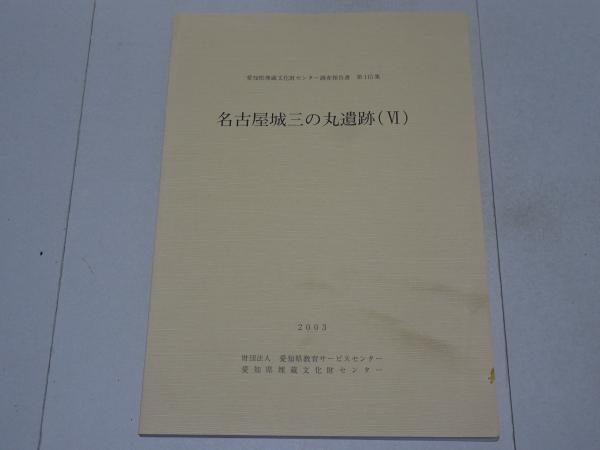 愛知県埋蔵文化財センター調査報告書 第115集
名古屋城三の丸遺跡(Ⅵ)
2003
財団法人 愛知県教育サービスセンター
愛知県埋蔵文化財センター